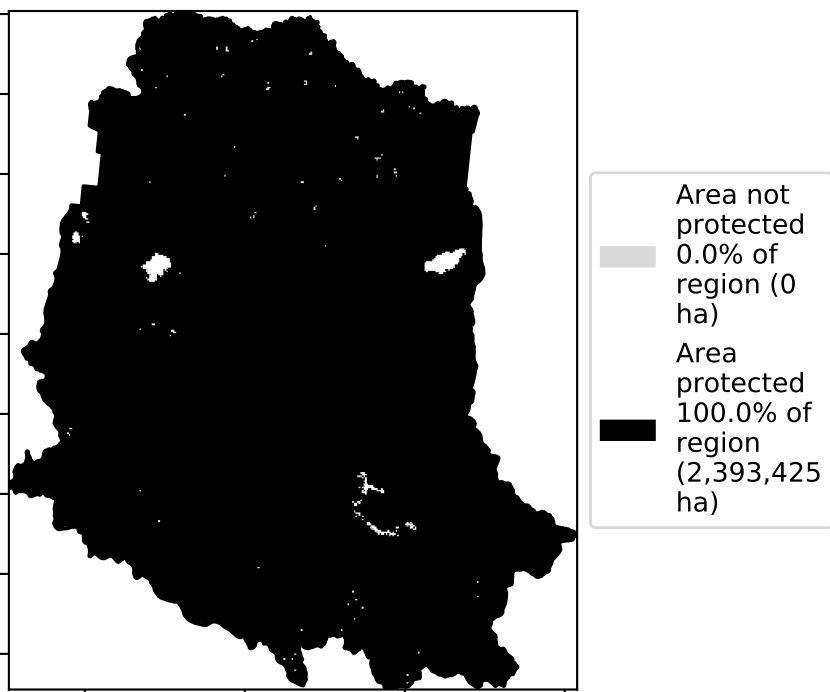 Area not
protected
0.0% of
region (0
ha)
Area
protected
100.0% of
region
(2,393,425
ha)